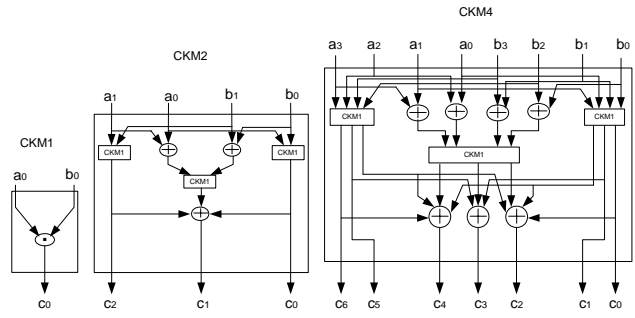 CKM4
a3 a2 a1 a0 b3 b2 b1 b0
CKM2
a1 a0 b1 b0
CKM1 CKM1
CKM1 CKM1
CKM1
CKM1
a0 b0
CKM1
CKM1
c0
c2 c1 c0
c6 c5 c4 c3 c2 c1 c0